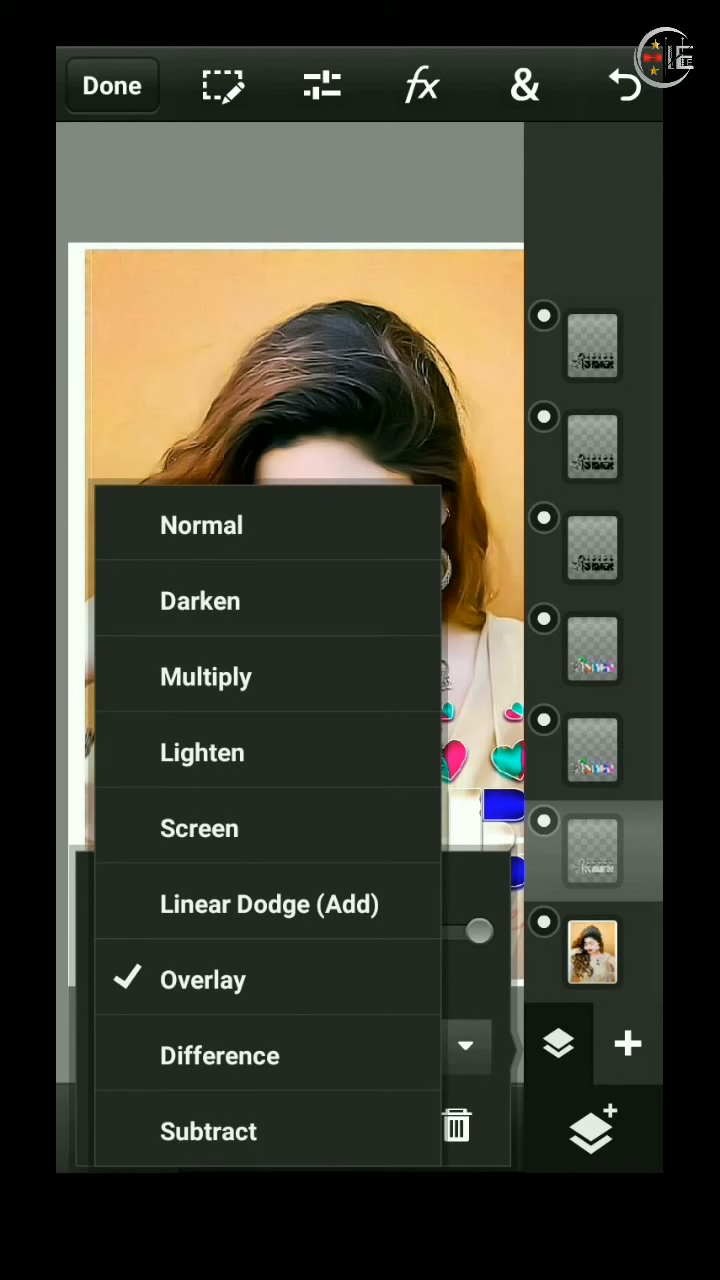 Done
fx
&
Normal
Darken
Multiply
Lighten
Screen
Linear Dodge (Add)
Overlay
Difference
Subtract